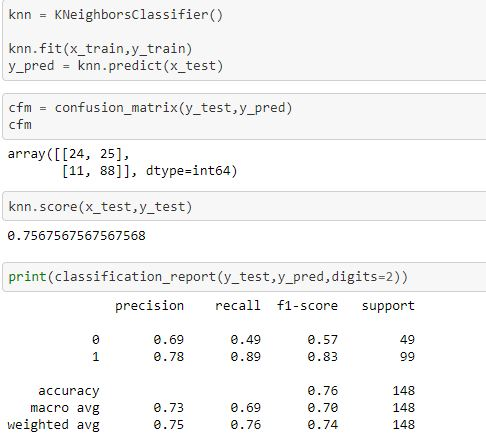 knn = KNeighborsClassifier()
knn.fit(x_train,y_train)
y_pred = knn.predict(x_test)
cfm = confusion_matrix(y_test,y_pred)
cfm
array([[24, 25],
[11, 88]], dtype=int64)
knn.score(x_test,y_test)
0.7567567567567568
print(classification_report(y_test,y_pred,digits=2))
precision recall f1-score support
0 0.69 0.49 0.57 49
1 0.78 0.89 0.83 99
accuracy 0.76 148
macro avg 0.73 0.69 0.70 148
weighted avg 0.75 0.76 0.74 148